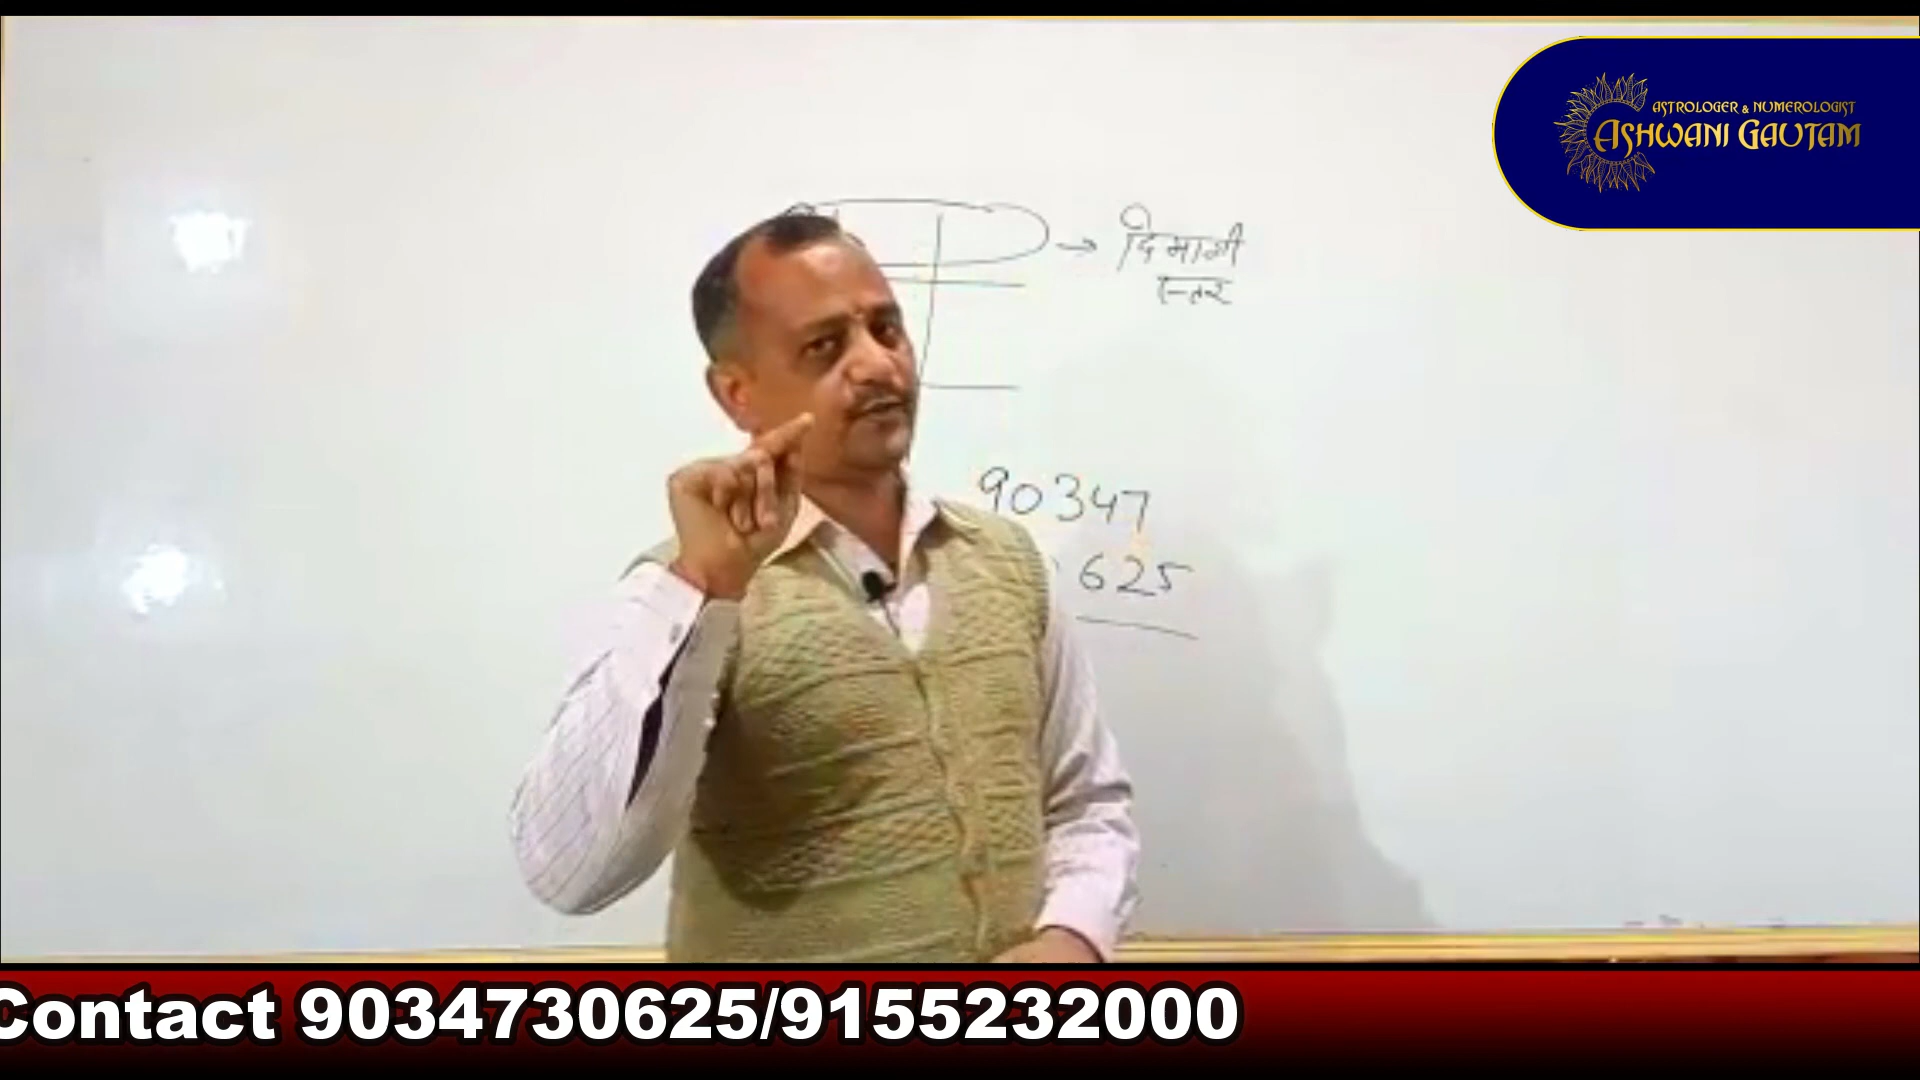 ASTROLOGER & NUMEROLOGIST
ASHWANI GAUTAM
→ दिमागी
स्तर
90347
625
Contact 9034730625/9155232000